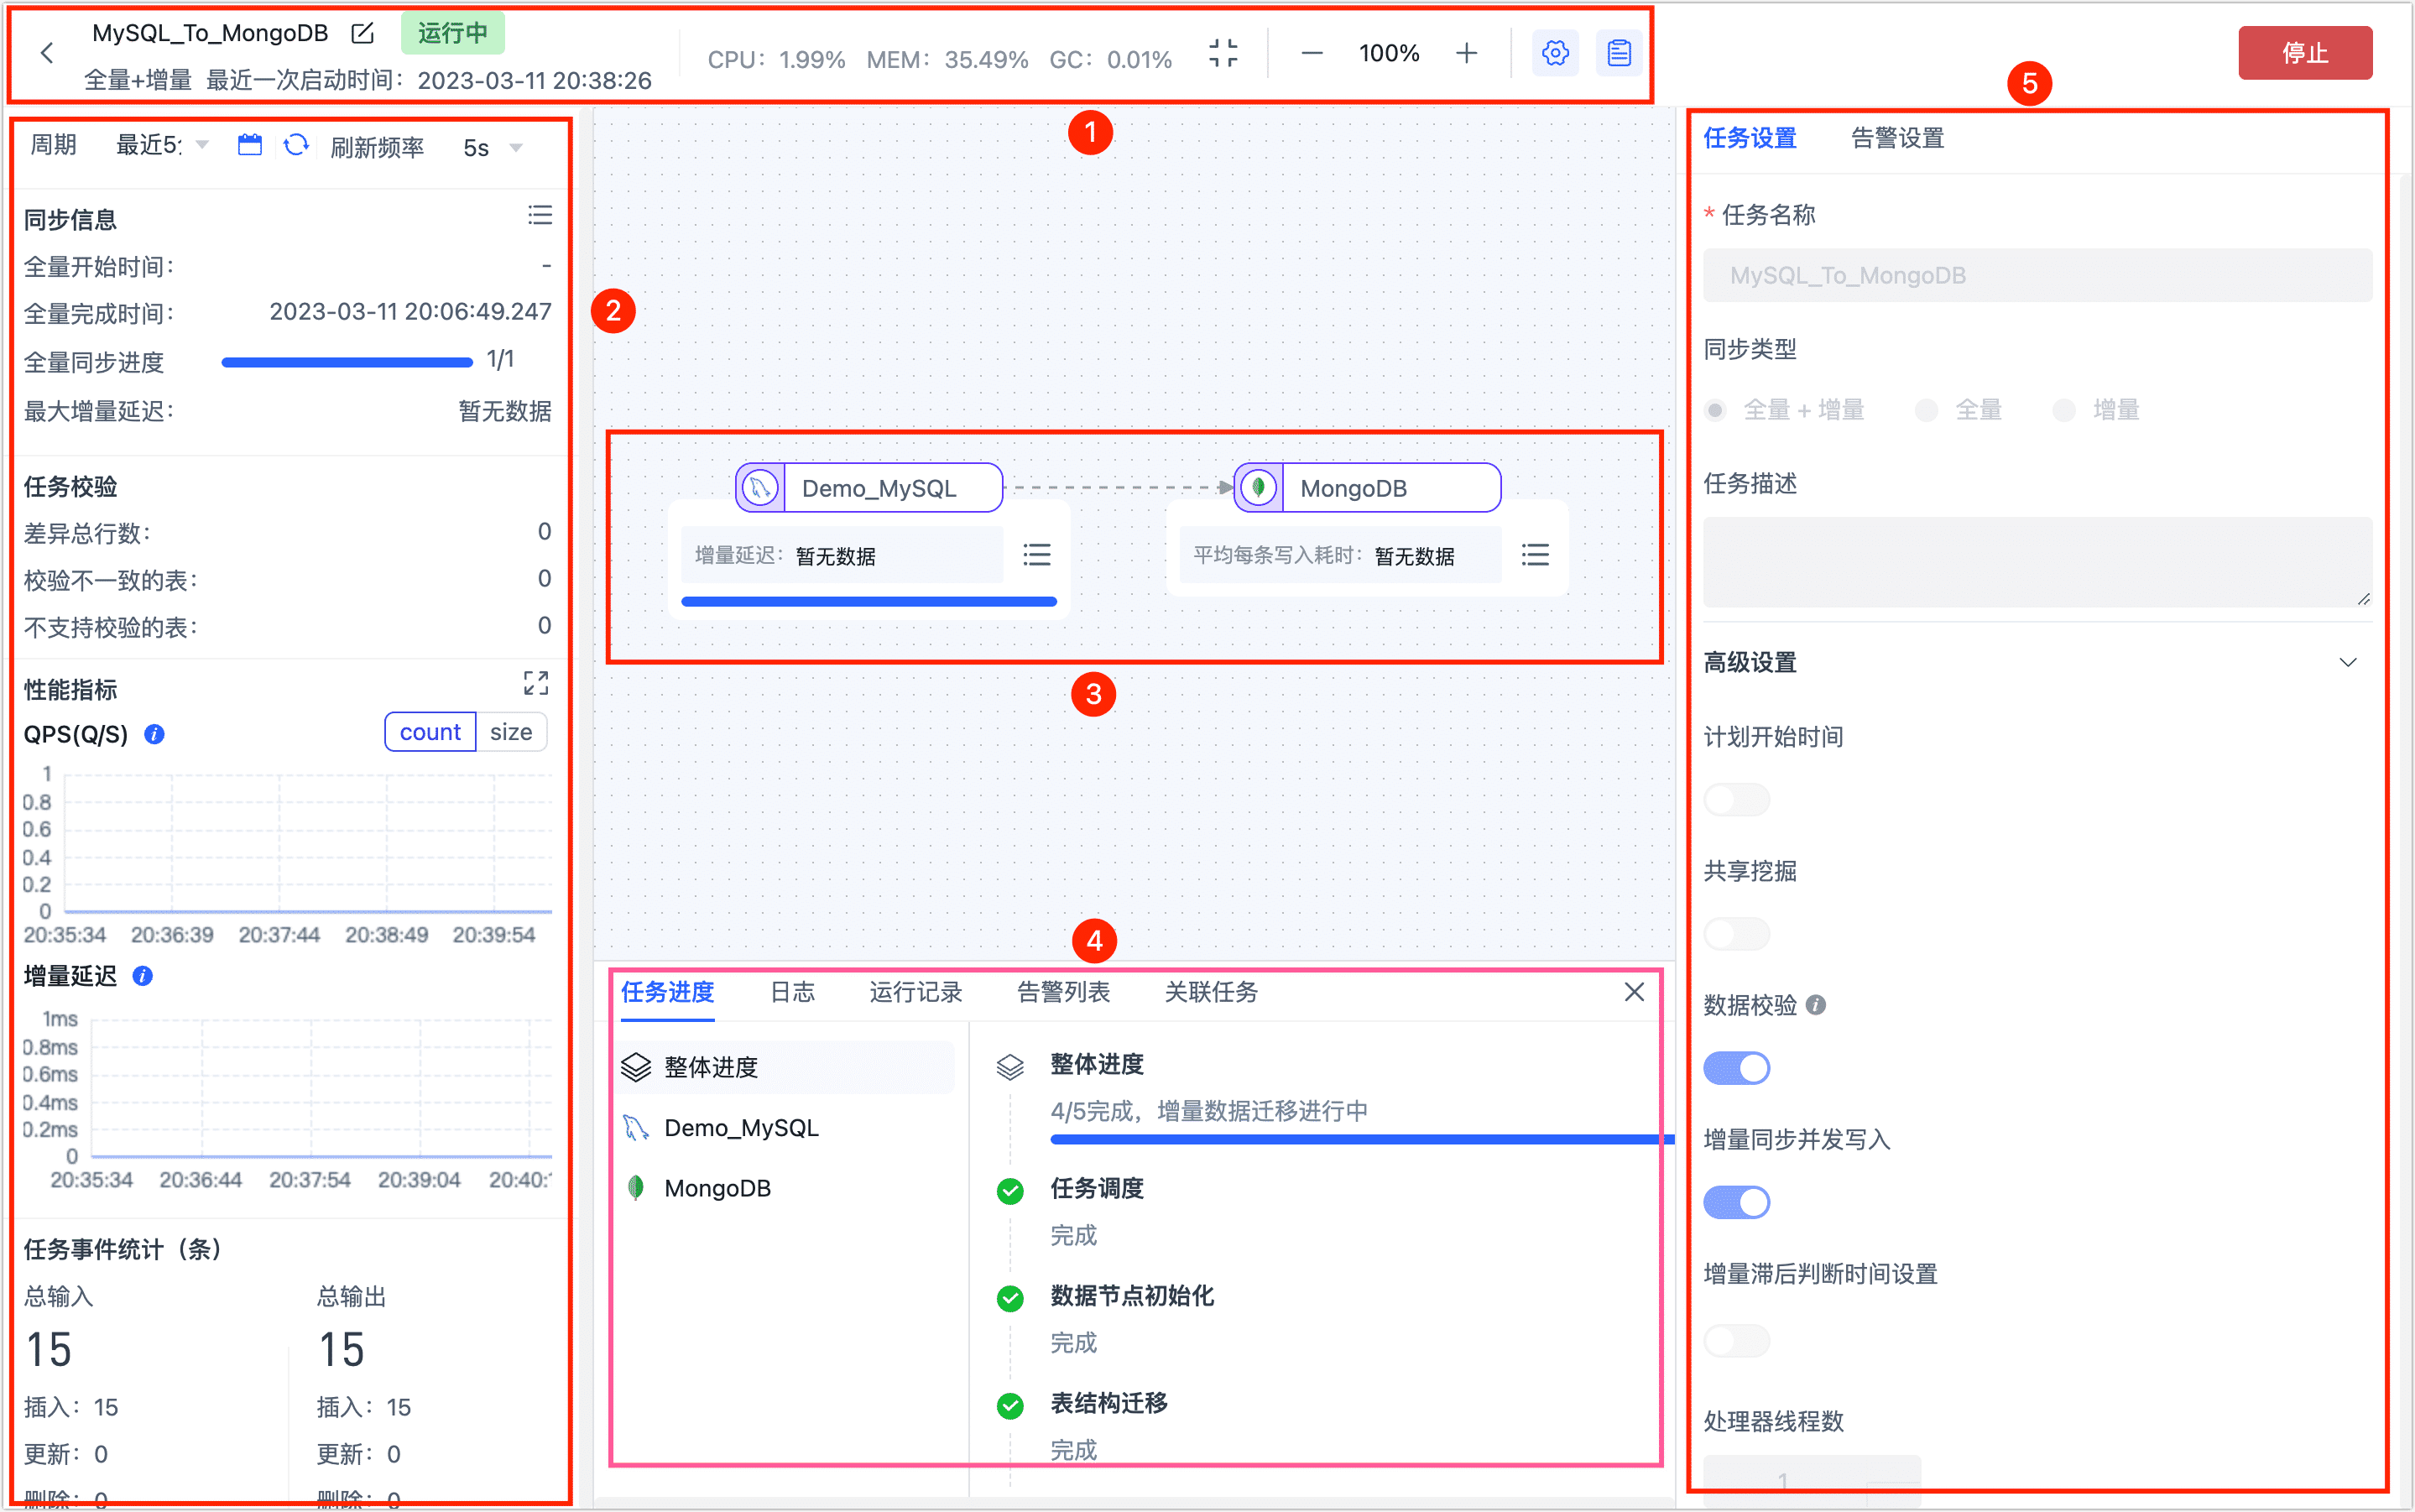 MySQL_To_MongoDB 运行中
全量+增量 最近一次启动时间：2023-03-11 20:38:26
CPU：1.99% MEM：35.49% GC：0.01%
100%
停止
1
周期 最近5 刷新频率 5s
同步信息
全量开始时间： -
全量完成时间： 2023-03-11 20:06:49.247
全量同步进度 1/1
最大增量延迟： 暂无数据
任务校验
差异总行数： 0
校验不一致的表： 0
不支持校验的表： 0
性能指标
QPS(Q/S) count size
1
0.8
0.6
0.4
0.2
0
20:35:34 20:36:39 20:37:44 20:38:49 20:39:54
增量延迟
1ms
0.8ms
0.6ms
0.4ms
0.2ms
0
20:35:34 20:36:44 20:37:54 20:39:04 20:40:1
任务事件统计（条）
总输入 总输出
15 15
插入：15 插入：15
更新：0 更新：0
删除：0 删除：0
2
Demo_MySQL
增量延迟：暂无数据
MongoDB
平均每条写入耗时：暂无数据
3
4
任务进度 日志 运行记录 告警列表 关联任务
整体进度
Demo_MySQL
MongoDB
整体进度
4/5完成，增量数据迁移进行中
任务调度
完成
数据节点初始化
完成
表结构迁移
完成
5
任务设置 告警设置
* 任务名称
MySQL_To_MongoDB
同步类型
全量 + 增量 全量 增量
任务描述
高级设置
计划开始时间
共享挖掘
数据校验
增量同步并发写入
增量滞后判断时间设置
处理器线程数
1